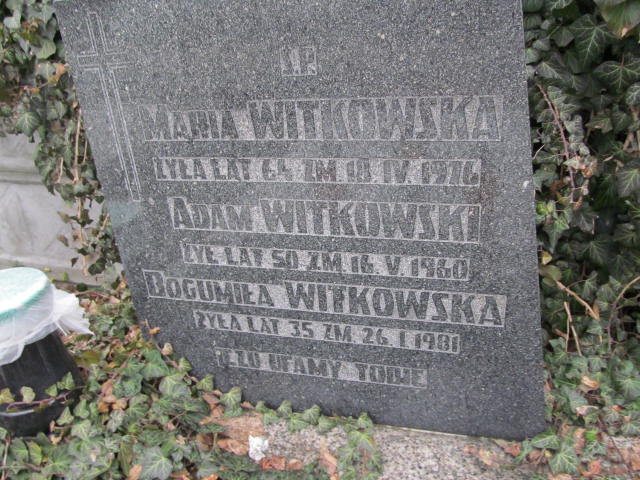 Ś.P.
MARIA WITKOWSKA
ŻYŁA LAT 64 ZM 18 IV 1976
ADAM WITKOWSKI
ŻYŁ LAT 50 ZM 16 V 1960
BOGUMIŁA WITKOWSKA
ŻYŁA LAT 35 ZM 26 I 1981
JEZU UFAMY TOBIE